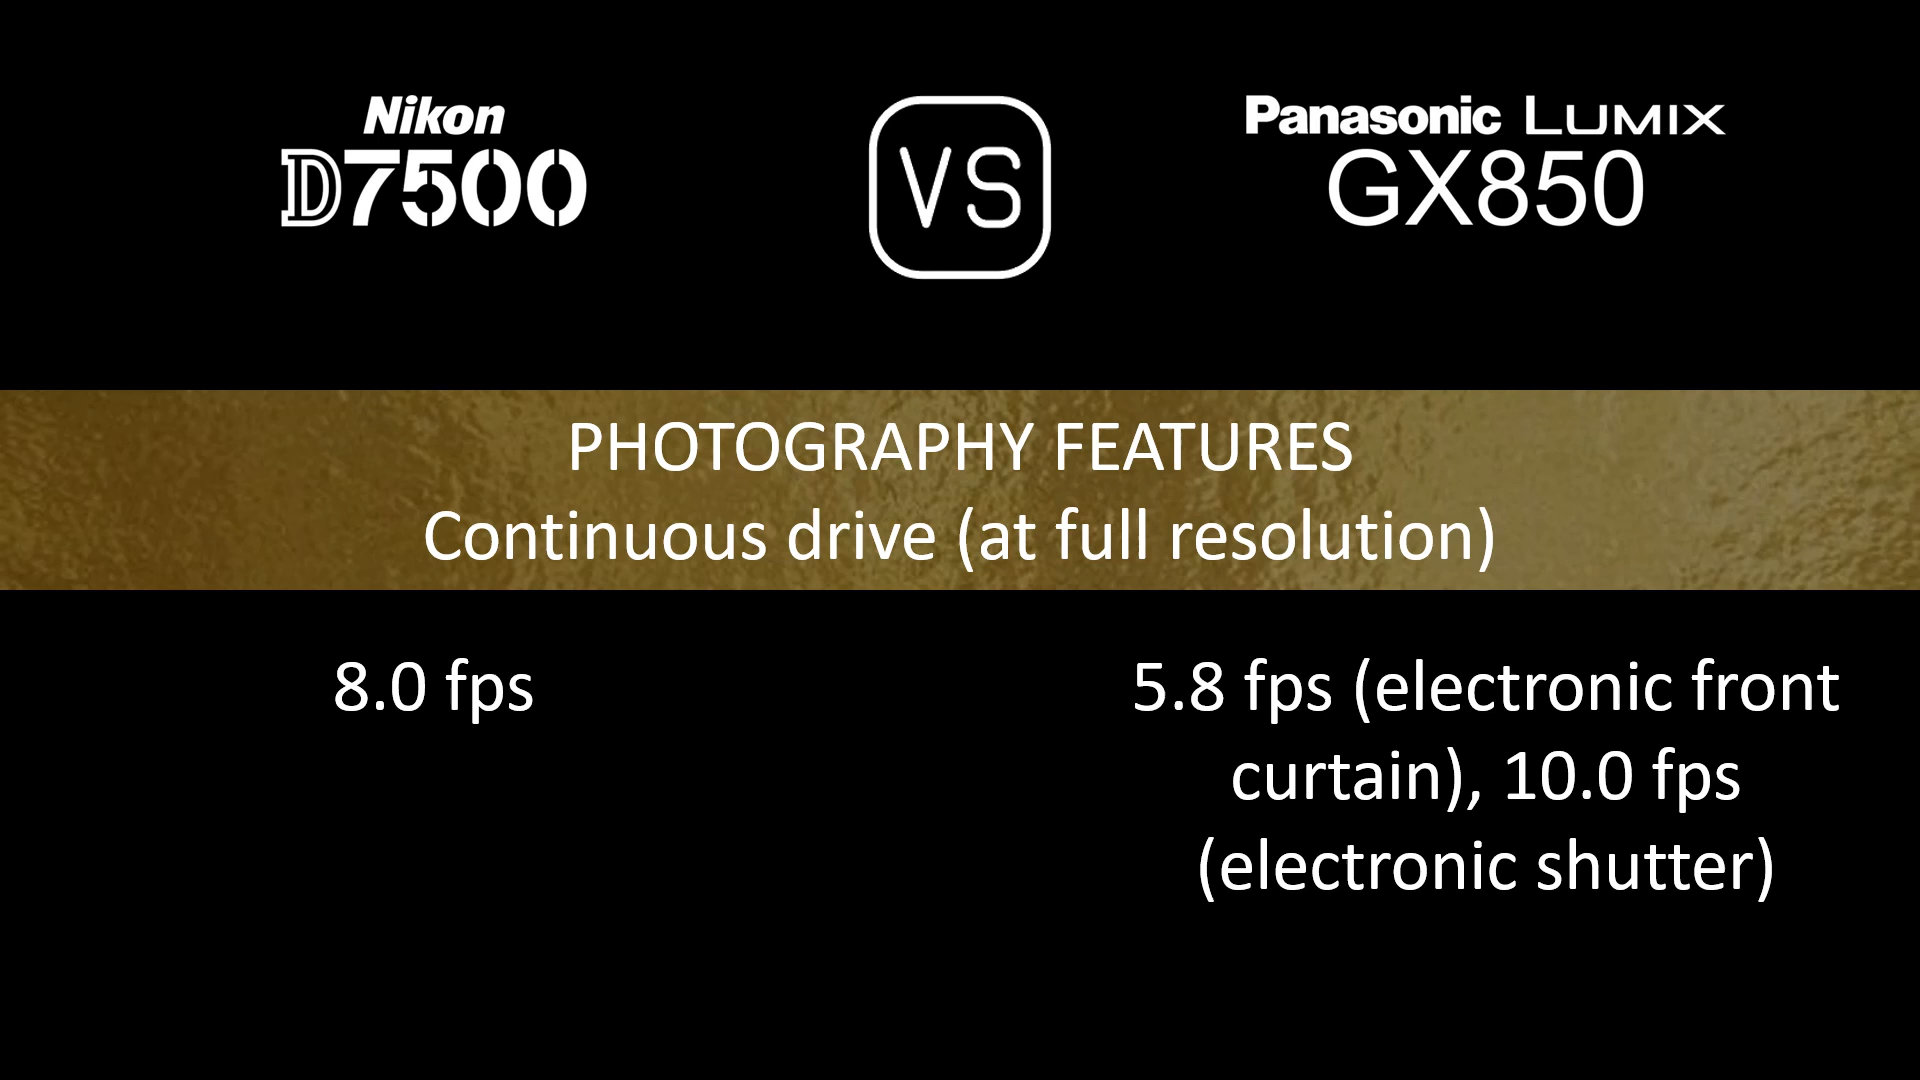 Nikon
D7500
VS
Panasonic LUMIX
GX850
PHOTOGRAPHY FEATURES
Continuous drive (at full resolution)
8.0 fps
5.8 fps (electronic front
curtain), 10.0 fps
(electronic shutter)